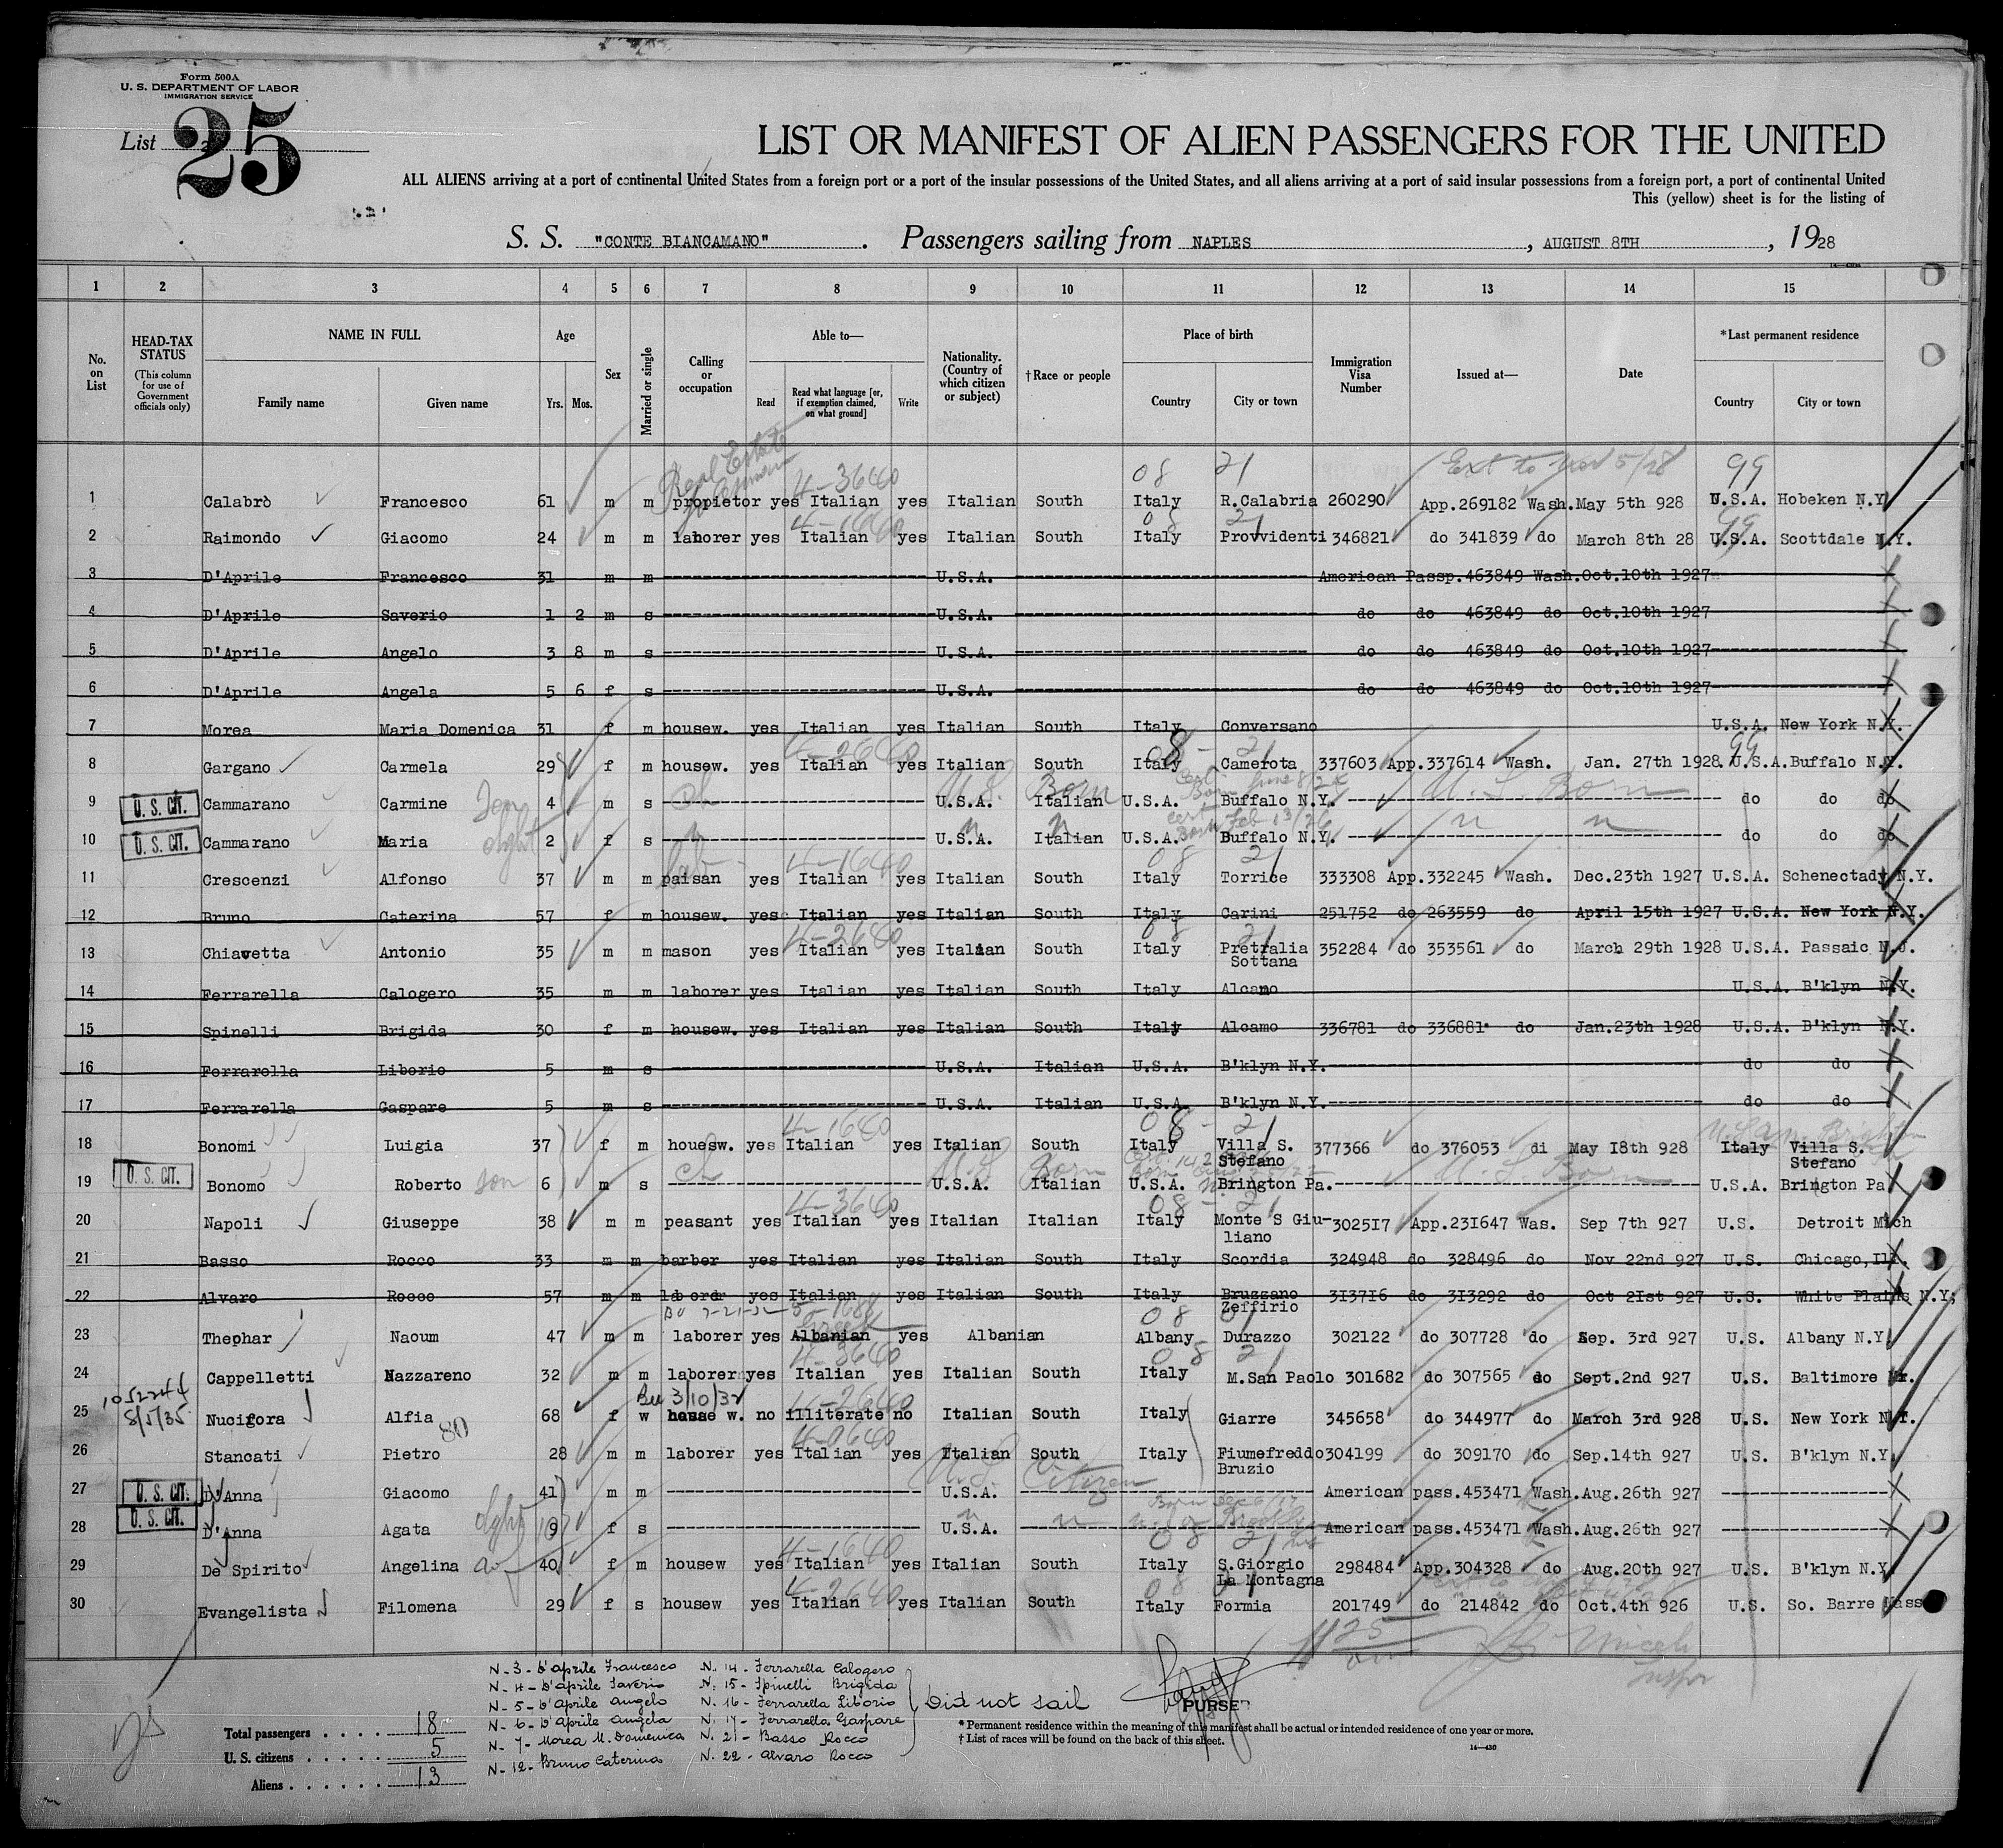 Form 500A
U. S. DEPARTMENT OF LABOR
IMMIGRATION SERVICE
List 25
LIST OR MANIFEST OF ALIEN PASSENGERS FOR THE UNITED
ALL ALIENS arriving at a port of continental United States from a foreign port or a port of the insular possessions of the United States, and all aliens arriving at a port of said insular possessions from a foreign port, a port of continental United
This (yellow) sheet is for the listing of
S. S. "CONTE BIANCAMANO". Passengers sailing from NAPLES, AUGUST 8TH, 1928
1 2 3 4 5 6 7 8 9 10 11 12 13 14 15
No. on List
HEAD-TAX STATUS
(This column for use of Government officials only)
NAME IN FULL
Family name Given name
Age
Yrs. Mos.
Sex
Married or single
Calling or occupation
Able to—
Read Read what language [or, if exemption claimed, on what ground] Write
Nationality. (Country of which citizen or subject)
†Race or people
Place of birth
Country City or town
Immigration Visa Number
Issued at—
Date
*Last permanent residence
Country City or town
Real Estate 4-3640 08 21 Ext to Nov 5/28 99
1 Calabrò Francesco 61 m m propietor yes Italian yes Italian South Italy R.Calabria 260290 App.269182 Wash. May 5th 928 U.S.A. Hobeken N.Y.
2 Raimondo Giacomo 24 m m laborer yes Italian yes Italian South Italy Provvidenti 346821 do 341839 do March 8th 28 U.S.A. Scottdale N.Y.
3 D'Aprile Francesco 31 m m U.S.A. American Passp.463849 Wash.Oct.10th 1927
4 D'Aprile Saverio 1 2 m s U.S.A. do do 463849 do Oct.10th 1927
5 D'Aprile Angelo 3 8 m s U.S.A. do do 463849 do Oct.10th 1927
6 D'Aprile Angela 5 6 f s U.S.A. do do 463849 do Oct.10th 1927
7 Morea Maria Domenica 31 f m housew. yes Italian yes Italian South Italy Conversano U.S.A. New York N.Y.
8 Gargano Carmela 29 f m housew. yes Italian yes Italian South Italy Camerota 337603 App.337614 Wash. Jan. 27th 1928. U.S.A. Buffalo N.Y.
9 U. S. CIT. Cammarano Carmine 4 m s U.S.A. Italian U.S.A. Buffalo N.Y. U.S. Born do do do
10 U. S. CIT. Cammarano Maria 2 f s U.S.A. Italian U.S.A. Buffalo N.Y. do do do
11 Crescenzi Alfonso 37 m m paisan yes Italian yes Italian South Italy Torrice 333308 App.332245 Wash. Dec.23th 1927 U.S.A. Schenectady N.Y.
12 Bruno Caterina 57 f m housew. yes Italian yes Italian South Italy Carini 251752 do 263559 do April 15th 1927 U.S.A. New York N.Y.
13 Chiavetta Antonio 35 m m mason yes Italian yes Italian South Italy Pretralia Sottana 352284 do 353561 do March 29th 1928 U.S.A. Passaic N.J.
14 Ferrarella Calogero 35 m m laborer yes Italian yes Italian South Italy Alcamo U.S.A. B'klyn N.Y.
15 Spinelli Brigida 30 f m housew. yes Italian yes Italian South Italy Alcamo 336781 do 336881 do Jan.23th 1928 U.S.A. B'klyn N.Y.
16 Ferrarella Liborio 5 m s U.S.A. Italian U.S.A. B'klyn N.Y. do do
17 Ferrarella Gaspare 5 m s U.S.A. Italian U.S.A. B'klyn N.Y. do do
18 Bonomi Luigia 37 f m housew. yes Italian yes Italian South Italy Villa S. Stefano 377366 do 376053 di May I8th 928 Italy Villa S. Stefano
19 U. S. CIT. Bonomo Roberto son 6 m s U.S.A. Italian U.S.A. Brington Pa. U.S. Born U.S.A. Brington Pa
20 Napoli Giuseppe 38 m m peasant yes Italian yes Italian Italian Italy Monte S Giu-liano 3025I7 App.23I647 Was. Sep 7th 927 U.S. Detroit Mich
21 Basso Rocco 33 m m barber yes Italian yes Italian South Italy Scordia 324948 do 328496 do Nov 22nd 927 U.S. Chicago,Ill.
22 Alvaro Rocco 57 m m laborer yes Italian yes Italian South Italy Bruzzano Zeffirio 3I37I6 do 3I3292 do Oct 2Ist 927 U.S. White Plains N.Y;
23 Thephar Naoum 47 m m laborer yes Albanian yes Albanian Albany Durazzo 302122 do 307728 do Sep. 3rd 927 U.S. Albany N.Y
24 Cappelletti Nazzareno 32 m m laborer yes Italian yes Italian South Italy M.San Paolo 301682 do 307565 do Sept.2nd 927 U.S. Baltimore
1052244 8/5/35 Bu 3/10/32
25 Nucifora Alfia 68 f w house w. no illiterate no Italian South Italy Giarre 345658 do 344977 do March 3rd 928 U.S. New York N.Y.
26 Stancati Pietro 28 m m laborer yes Italian yes Italian South Italy Fiumefreddo Bruzio 304199 do 309170 do Sep.14th 927 U.S. B'klyn N.Y
27 U. S. CIT. D'Anna Giacomo 41 m m U.S.A. U.S. Citizen American pass.453471 Wash.Aug.26th 927
28 U. S. CIT. D'Anna Agata 9 f s U.S.A. American pass.453471 Wash.Aug.26th 927
29 De Spirito Angelina 40 f m housew yes Italian yes Italian South Italy S.Giorgio La Montagna 298484 App.304328 do Aug.20th 927 U.S. B'klyn N.Y
30 Evangelista Filomena 29 f s housew yes Italian yes Italian South Italy Formia 201749 do 214842 do Oct.4th 926 U.S. So. Barre Mass
N-3-D'aprile Francesco N. 14-Ferrarella Calogero
N-4-D'aprile Saverio N. 15-Spinelli Brigida
N-5-D'aprile Angelo N. 16-Ferrarella Liborio
N-6-D'aprile Angela N. 17-Ferrarella Gaspare
N-7-Morea M. Domenica N. 21-Basso Rocco
N-12-Bruno Caterina N. 22-Alvaro Rocco
Did not sail
PURSER
Total passengers . . . . 18
U. S. citizens . . . . . 5
Aliens . . . . . . 13
* Permanent residence within the meaning of this manifest shall be actual or intended residence of one year or more.
† List of races will be found on the back of this sheet.
14—430